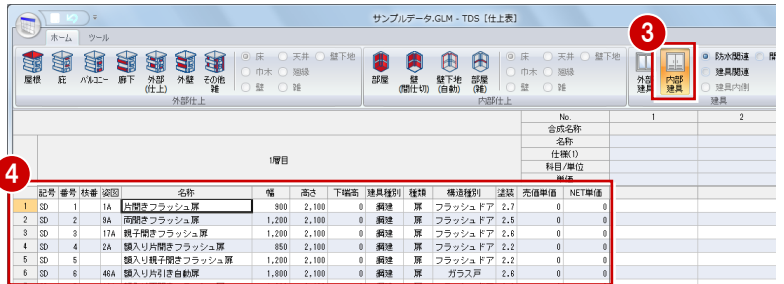 サンプルデータ.GLM - TDS [仕上表]
ホーム ツール
屋根 庇 バルコニー 廊下 外部(仕上) 外壁 その他雑
床 天井 壁下地
巾木 廻縁
壁 雑
外部仕上
部屋 壁(間仕切) 壁下地(自動) 部屋(雑)
床 天井 壁下地
巾木 廻縁
壁 雑
内部仕上
外部建具 内部建具
防水関連
建具関連
建具内側
建具
3
No. 1 2
合成名称
名称
仕様(1)
科目/単位
単価
1層目
4
記号 番号 枝番 姿図 名称 幅 高さ 下端高 建具種別 種類 構造種別 塗装 売価単価 NET単価
1 SD 1 1A 片開きフラッシュ扉 900 2,100 0 鋼建 扉 フラッシュドア 2.7 0 0
2 SD 2 9A 両開きフラッシュ扉 1,200 2,100 0 鋼建 扉 フラッシュドア 2.5 0 0
3 SD 3 17A 親子開きフラッシュ扉 1,200 2,100 0 鋼建 扉 フラッシュドア 2.6 0 0
4 SD 4 2A 額入り片開きフラッシュ扉 850 2,100 0 鋼建 扉 フラッシュドア 2.2 0 0
5 SD 5 額入り親子開きフラッシュ扉 1,200 2,100 0 鋼建 扉 フラッシュドア 2.2 0 0
6 SD 6 46A 額入り片引き自動扉 1,800 2,100 0 鋼建 扉 ガラス戸 2.6 0 0